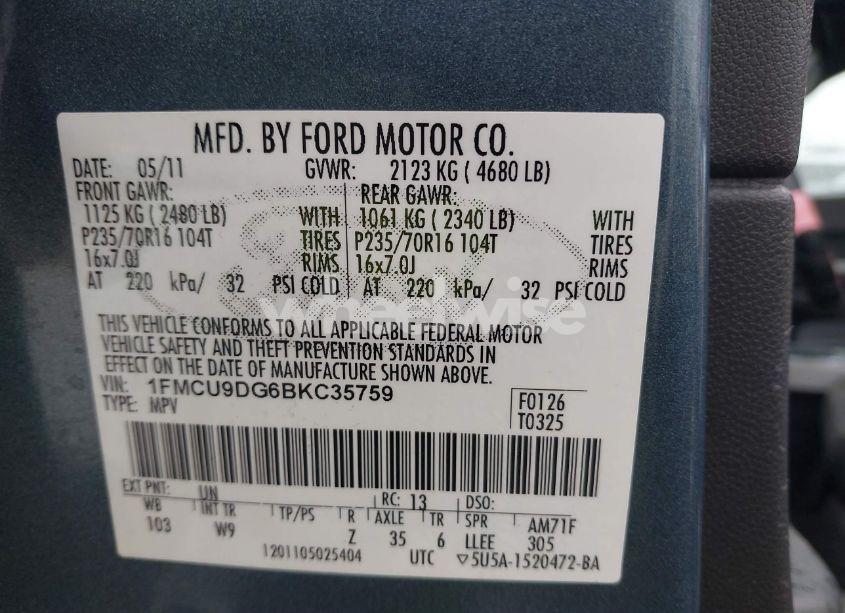 MFD. BY FORD MOTOR CO.
DATE: 05/11 GVWR: 2123 KG ( 4680 LB)
FRONT GAWR: REAR GAWR:
1125 KG ( 2480 LB) WITH 1061 KG ( 2340 LB) WITH
P235/70R16 104T TIRES P235/70R16 104T TIRES
16x7.0J RIMS 16x7.0J RIMS
AT 220 kPa/ 32 PSI COLD AT 220 kPa/ 32 PSI COLD
wheelwise
THIS VEHICLE CONFORMS TO ALL APPLICABLE FEDERAL MOTOR
VEHICLE SAFETY AND THEFT PREVENTION STANDARDS IN
EFFECT ON THE DATE OF MANUFACTURE SHOWN ABOVE.
VIN: 1FMCU9DG6BKC35759
TYPE: MPV
F0126
T0325
EXT PNT: UN RC: 13 DSO:
WB INT TR TP/PS R AXLE TR SPR AM71F
103 W9 Z 35 6 LLEE 305
1201105025404 UTC ▽5U5A-1520472-BA